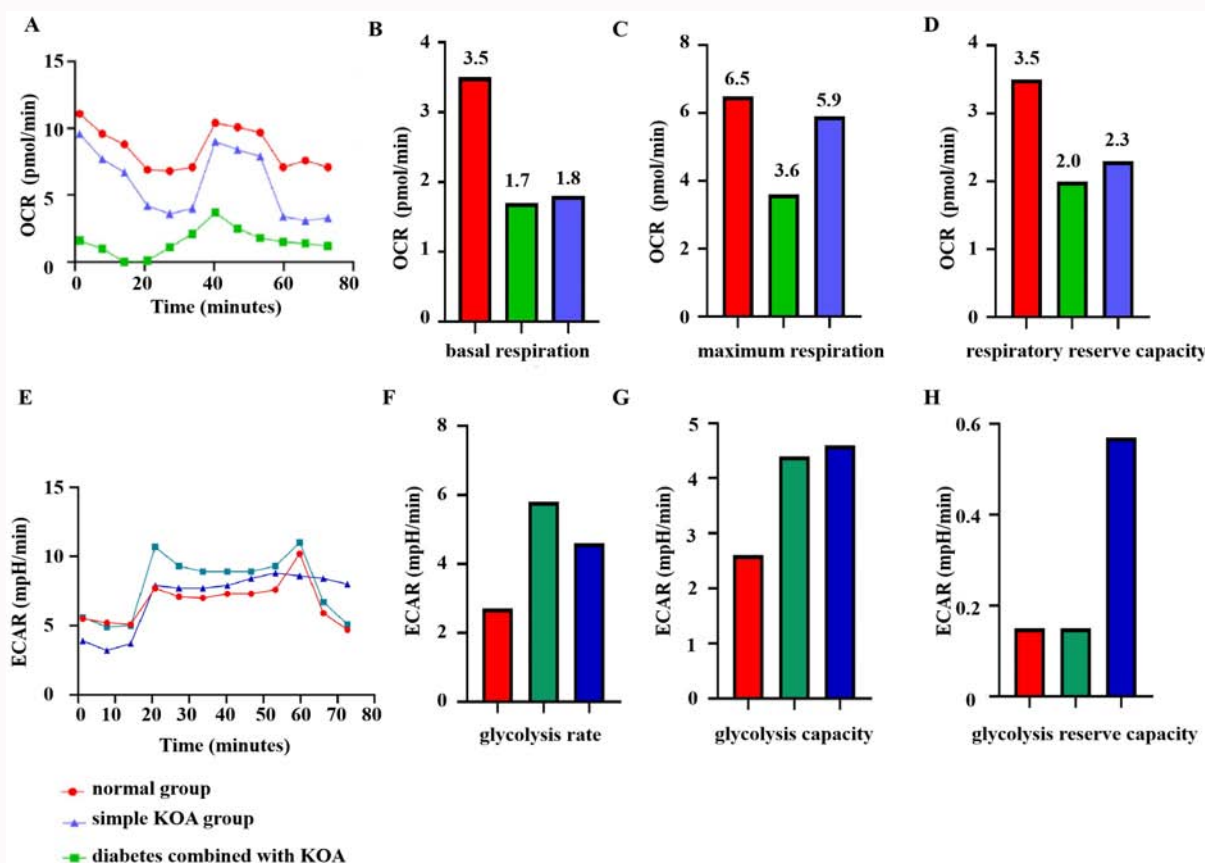 A
OCR (pmol/min)
15
10
5
0
0 20 40 60 80
Time (minutes)
B
OCR (pmol/min)
4
3
2
1
0
3.5
1.7
1.8
basal respiration
C
OCR (pmol/min)
8
6
4
2
0
6.5
3.6
5.9
maximum respiration
D
OCR (pmol/min)
4
3
2
1
0
3.5
2.0
2.3
respiratory reserve capacity
E
ECAR (mpH/min)
15
10
5
0
0 10 20 30 40 50 60 70 80
Time (minutes)
F
ECAR (mpH/min)
8
6
4
2
0
glycolysis rate
G
ECAR (mpH/min)
5
4
3
2
1
0
glycolysis capacity
H
ECAR (mpH/min)
0.6
0.4
0.2
0
glycolysis reserve capacity
normal group
simple KOA group
diabetes combined with KOA